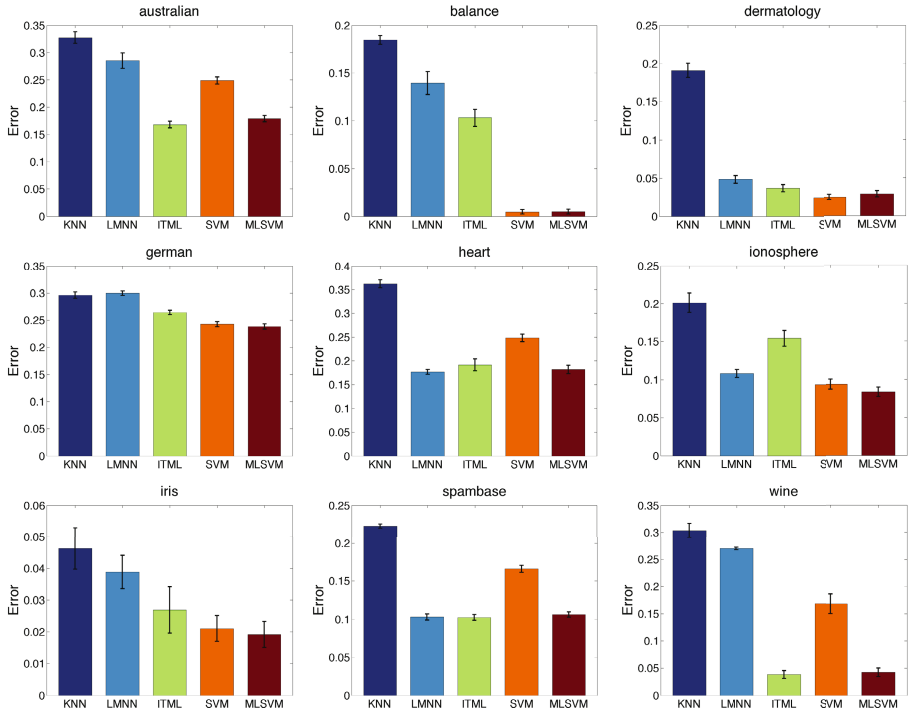 australian
Error
0.35
0.3
0.25
0.2
0.15
0.1
0.05
0
KNN LMNN ITML SVM MLSVM
balance
Error
0.2
0.15
0.1
0.05
0
KNN LMNN ITML SVM MLSVM
dermatology
Error
0.25
0.2
0.15
0.1
0.05
0
KNN LMNN ITML SVM MLSVM
german
Error
0.35
0.3
0.25
0.2
0.15
0.1
0.05
0
KNN LMNN ITML SVM MLSVM
heart
Error
0.4
0.35
0.3
0.25
0.2
0.15
0.1
0.05
0
KNN LMNN ITML SVM MLSVM
ionosphere
Error
0.25
0.2
0.15
0.1
0.05
0
KNN LMNN ITML SVM MLSVM
iris
Error
0.06
0.05
0.04
0.03
0.02
0.01
0
KNN LMNN ITML SVM MLSVM
spambase
Error
0.25
0.2
0.15
0.1
0.05
0
KNN LMNN ITML SVM MLSVM
wine
Error
0.35
0.3
0.25
0.2
0.15
0.1
0.05
0
KNN LMNN ITML SVM MLSVM